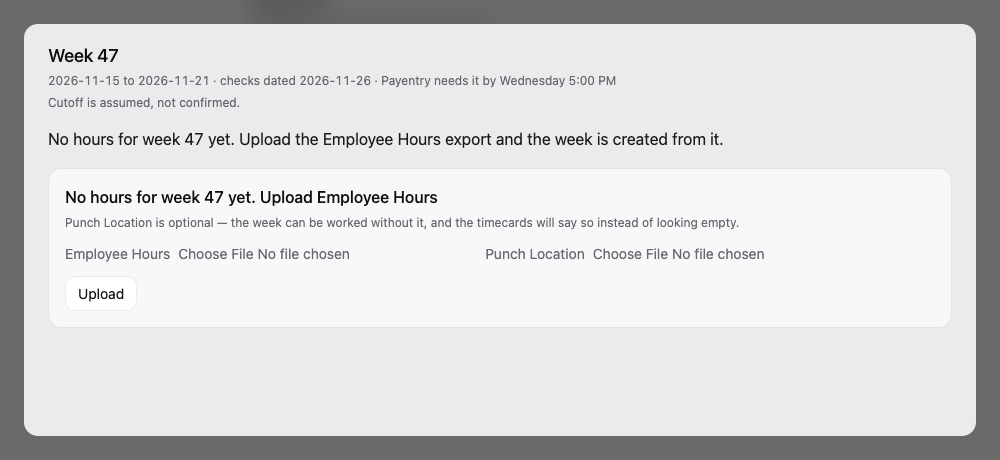 Week 47
2026-11-15 to 2026-11-21 · checks dated 2026-11-26 · Payentry needs it by Wednesday 5:00 PM
Cutoff is assumed, not confirmed.
No hours for week 47 yet. Upload the Employee Hours export and the week is created from it.
No hours for week 47 yet. Upload Employee Hours
Punch Location is optional — the week can be worked without it, and the timecards will say so instead of looking empty.
Employee Hours Choose File No file chosen Punch Location Choose File No file chosen
Upload